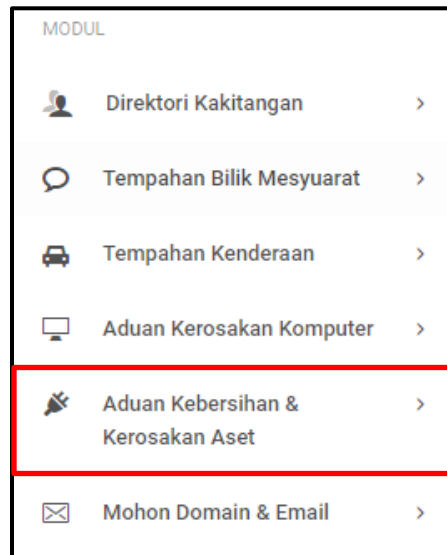 MODUL
Direktori Kakitangan
Tempahan Bilik Mesyuarat
Tempahan Kenderaan
Aduan Kerosakan Komputer
Aduan Kebersihan &
Kerosakan Aset
Mohon Domain & Email